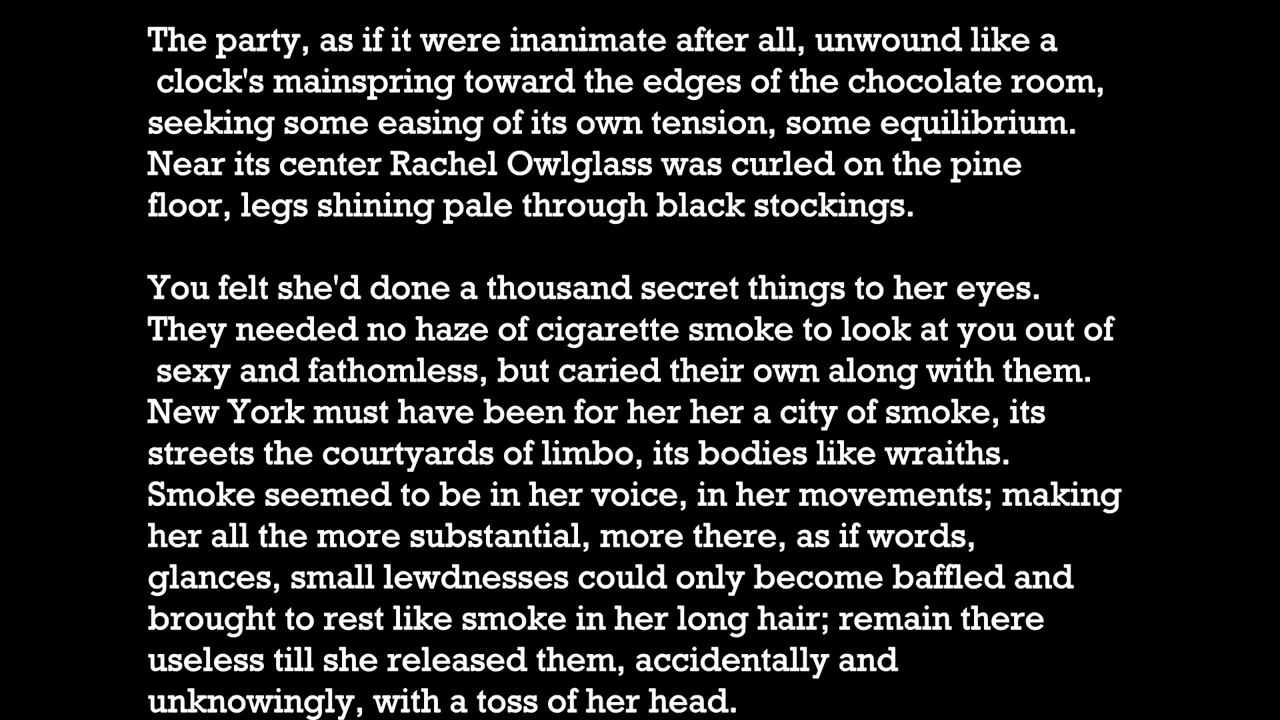 The party, as if it were inanimate after all, unwound like a
clock's mainspring toward the edges of the chocolate room,
seeking some easing of its own tension, some equilibrium.
Near its center Rachel Owlglass was curled on the pine
floor, legs shining pale through black stockings.

You felt she'd done a thousand secret things to her eyes.
They needed no haze of cigarette smoke to look at you out of
sexy and fathomless, but caried their own along with them.
New York must have been for her her a city of smoke, its
streets the courtyards of limbo, its bodies like wraiths.
Smoke seemed to be in her voice, in her movements; making
her all the more substantial, more there, as if words,
glances, small lewdnesses could only become baffled and
brought to rest like smoke in her long hair; remain there
useless till she released them, accidentally and
unknowingly, with a toss of her head.